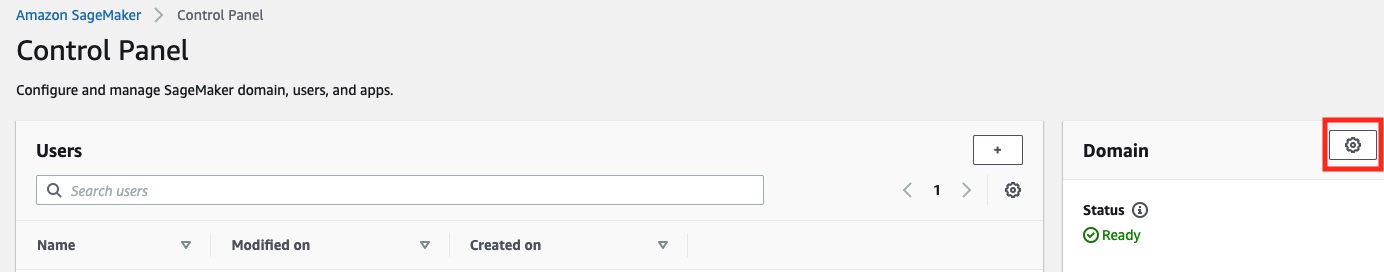 Amazon SageMaker > Control Panel
Control Panel
Configure and manage SageMaker domain, users, and apps.
Users
+
Search users
< 1 >
Name
Modified on
Created on
Domain
Status
Ready